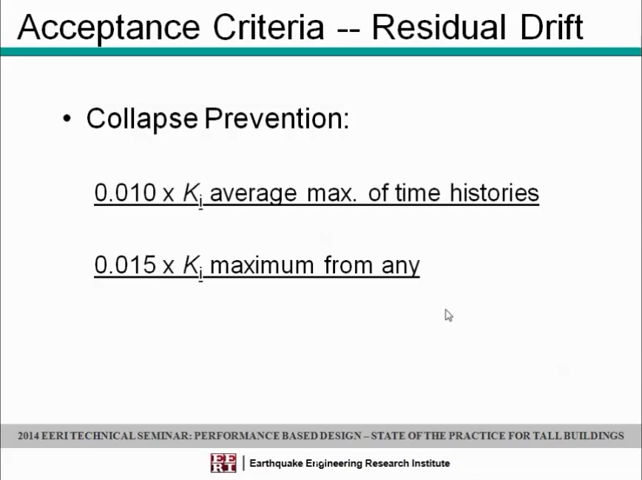 Acceptance Criteria -- Residual Drift
• Collapse Prevention:
0.010 x Ki average max. of time histories
0.015 x Ki maximum from any
2014 EERI TECHNICAL SEMINAR: PERFORMANCE BASED DESIGN – STATE OF THE PRACTICE FOR TALL BUILDINGS
EERI | Earthquake Engineering Research Institute